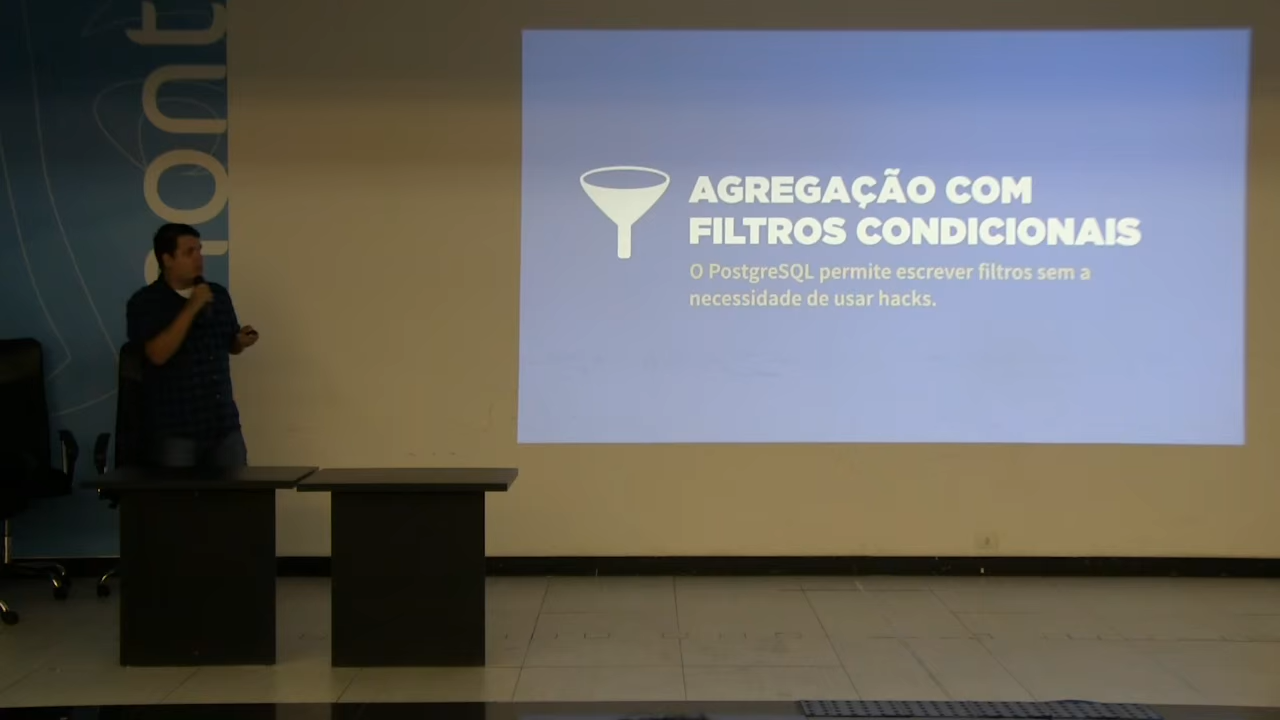 AGREGAÇÃO COM
FILTROS CONDICIONAIS
O PostgreSQL permite escrever filtros sem a
necessidade de usar hacks.